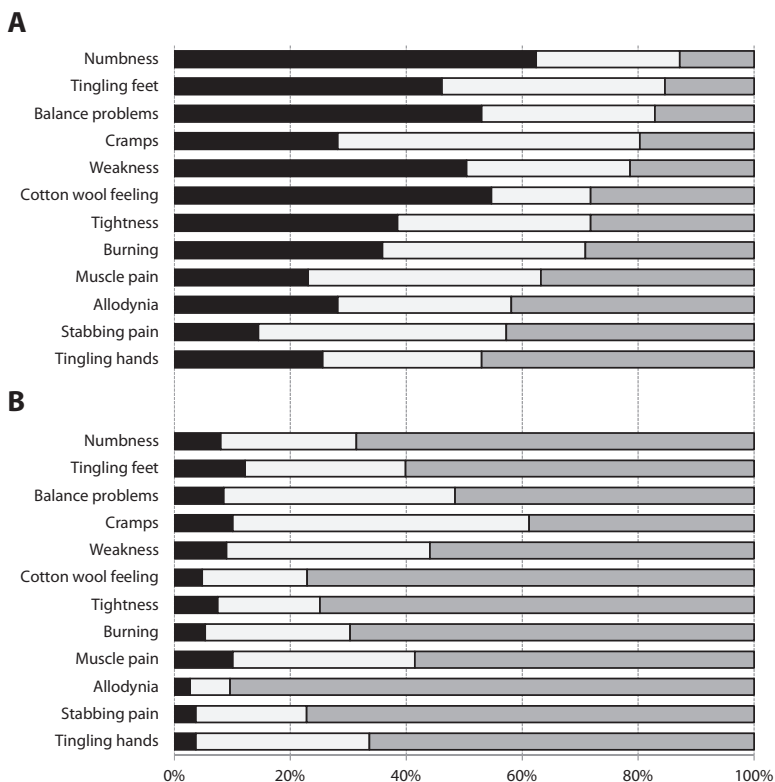 A
Numbness
Tingling feet
Balance problems
Cramps
Weakness
Cotton wool feeling
Tightness
Burning
Muscle pain
Allodynia
Stabbing pain
Tingling hands
B
Numbness
Tingling feet
Balance problems
Cramps
Weakness
Cotton wool feeling
Tightness
Burning
Muscle pain
Allodynia
Stabbing pain
Tingling hands
0% 20% 40% 60% 80% 100%